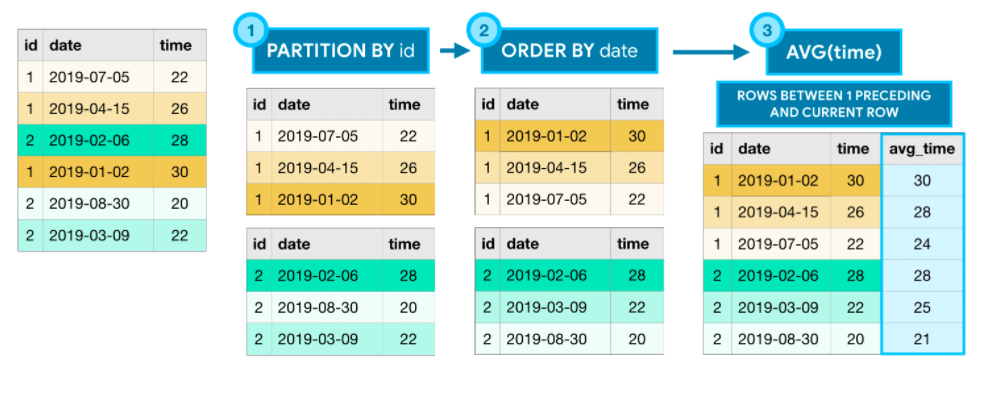 id date time
1 2019-07-05 22
1 2019-04-15 26
2 2019-02-06 28
1 2019-01-02 30
2 2019-08-30 20
2 2019-03-09 22
1
PARTITION BY id
id date time
1 2019-07-05 22
1 2019-04-15 26
1 2019-01-02 30
id date time
2 2019-02-06 28
2 2019-08-30 20
2 2019-03-09 22
2
ORDER BY date
id date time
1 2019-01-02 30
1 2019-04-15 26
1 2019-07-05 22
id date time
2 2019-02-06 28
2 2019-03-09 22
2 2019-08-30 20
3
AVG(time)
ROWS BETWEEN 1 PRECEDING
AND CURRENT ROW
id date time avg_time
1 2019-01-02 30 30
1 2019-04-15 26 28
1 2019-07-05 22 24
2 2019-02-06 28 28
2 2019-03-09 22 25
2 2019-08-30 20 21